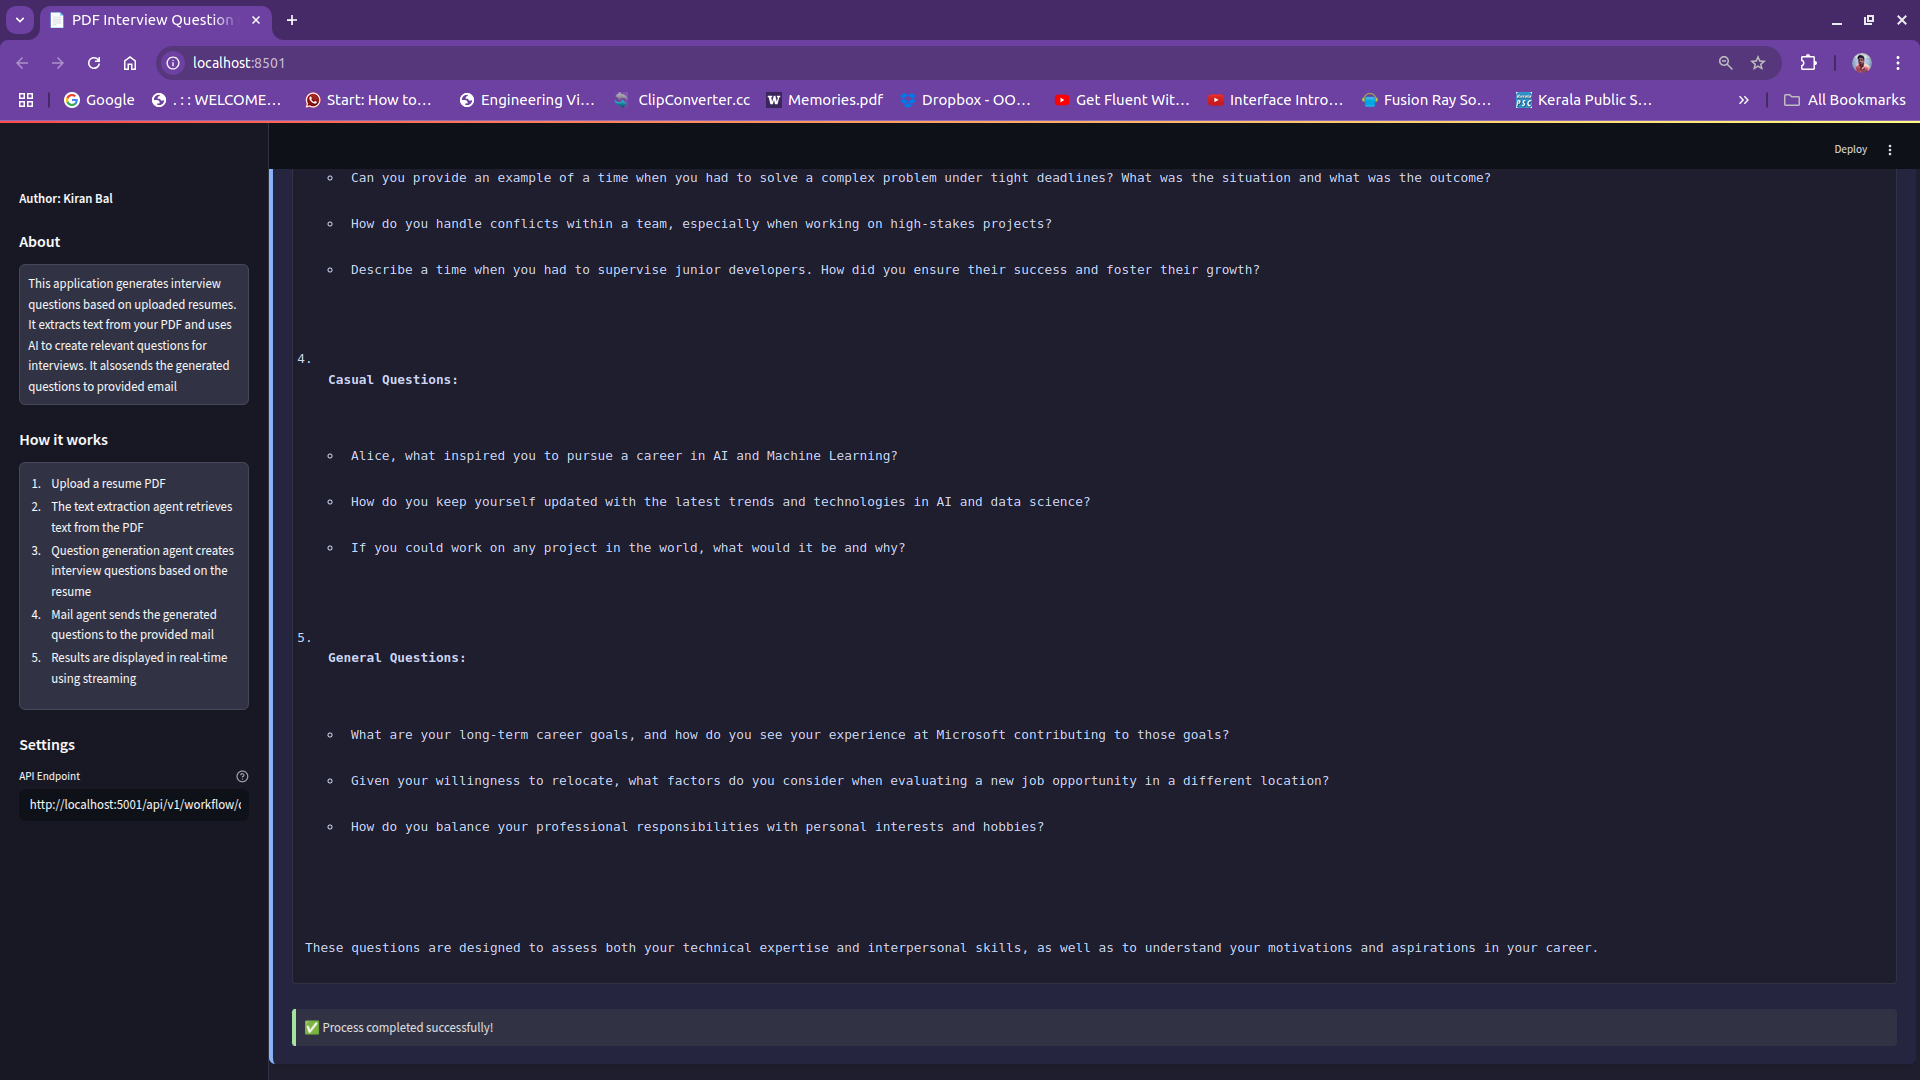 PDF Interview Question
localhost:8501
Google
. : : WELCOME...
Start: How to...
Engineering Vi...
ClipConverter.cc
Memories.pdf
Dropbox - OO...
Get Fluent Wit...
Interface Intro...
Fusion Ray So...
Kerala Public S...
All Bookmarks
Deploy
Author: Kiran Bal
About
This application generates interview
questions based on uploaded resumes.
It extracts text from your PDF and uses
AI to create relevant questions for
interviews. It alsosends the generated
questions to provided email
How it works
1. Upload a resume PDF
2. The text extraction agent retrieves
text from the PDF
3. Question generation agent creates
interview questions based on the
resume
4. Mail agent sends the generated
questions to the provided mail
5. Results are displayed in real-time
using streaming
Settings
API Endpoint
http://localhost:5001/api/v1/workflow/
Can you provide an example of a time when you had to solve a complex problem under tight deadlines? What was the situation and what was the outcome?
How do you handle conflicts within a team, especially when working on high-stakes projects?
Describe a time when you had to supervise junior developers. How did you ensure their success and foster their growth?
4.
Casual Questions:
Alice, what inspired you to pursue a career in AI and Machine Learning?
How do you keep yourself updated with the latest trends and technologies in AI and data science?
If you could work on any project in the world, what would it be and why?
5.
General Questions:
What are your long-term career goals, and how do you see your experience at Microsoft contributing to those goals?
Given your willingness to relocate, what factors do you consider when evaluating a new job opportunity in a different location?
How do you balance your professional responsibilities with personal interests and hobbies?
These questions are designed to assess both your technical expertise and interpersonal skills, as well as to understand your motivations and aspirations in your career.
✅ Process completed successfully!